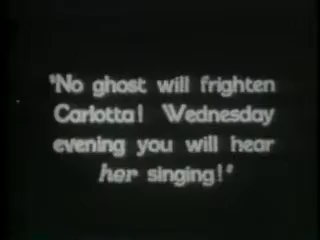 "No ghost will frighten
Carlotta! Wednesday
evening you will hear
her singing!"